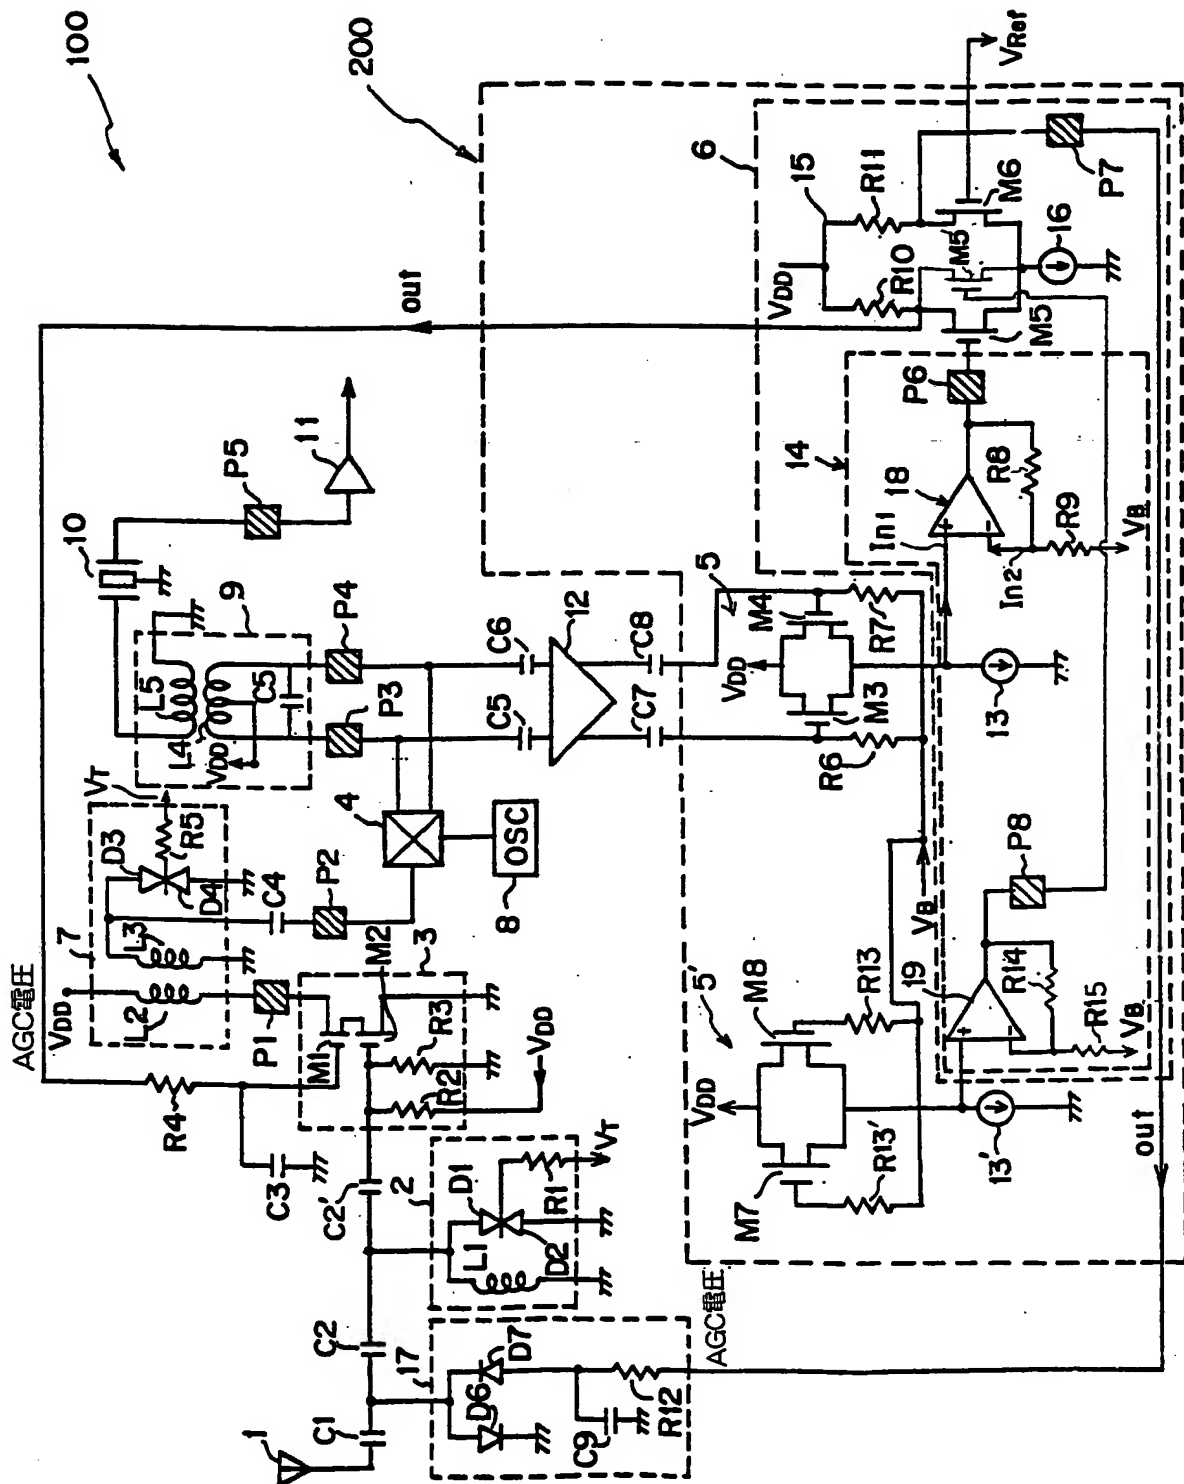 100
200
AGC電圧
VDD
7
L2
L3
D3
D4
R5
VT
C4
P1
P2
L4
L5
9
VDD
C5
10
P3
P4
P5
11
out
R4
C3
M1
M2
3
R2
R3
VDD
4
OSC
8
C5
C6
12
C7
C8
1
C1
C2
C2'
17
D6
D7
C9
R12
2
L1
D1
D2
R1
VT
AGC電圧
5
VDD
M3
M4
R6
R7
13
VB
5'
VDD
M7
M8
R13
R13'
13'
6
14
In1
In2
18
R8
R9
VB
P6
15
VDD
R10
R11
M5
M5
M6
16
VRef
P7
19
R14
R15
VB
P8
out